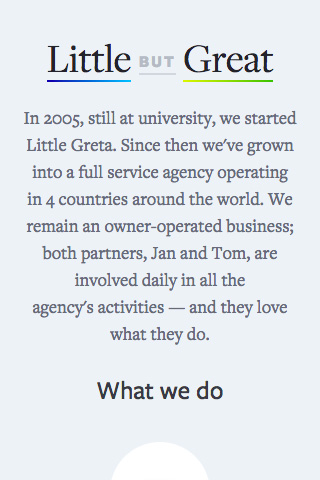 Little BUT Great
In 2005, still at university, we started
Little Greta. Since then we've grown
into a full service agency operating
in 4 countries around the world. We
remain an owner-operated business;
both partners, Jan and Tom, are
involved daily in all the
agency's activities — and they love
what they do.
What we do